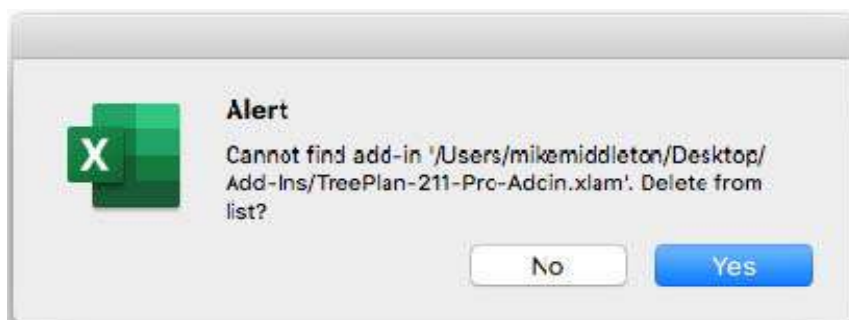 Alert
Cannot find add-in '/Users/mikemiddleton/Desktop/
Add-Ins/TreePlan-211-Pro-Addin.xlam'. Delete from
list?
No
Yes
X